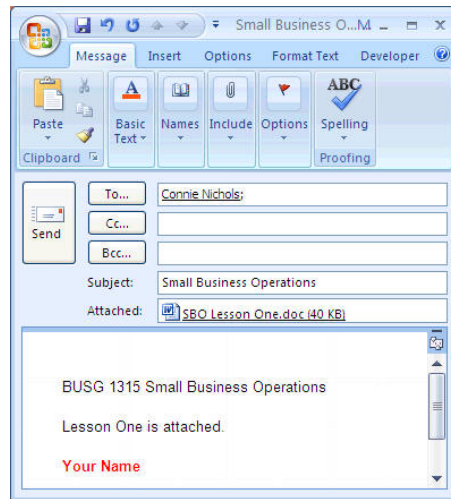 Small Business O...M
Message Insert Options Format Text Developer
Paste
Basic Text
Names
Include
Options
ABC
Spelling
Clipboard
Proofing
Send
To... Connie Nichols;
Cc...
Bcc...
Subject: Small Business Operations
Attached: SBO Lesson One.doc (40 KB)
BUSG 1315 Small Business Operations
Lesson One is attached.
Your Name